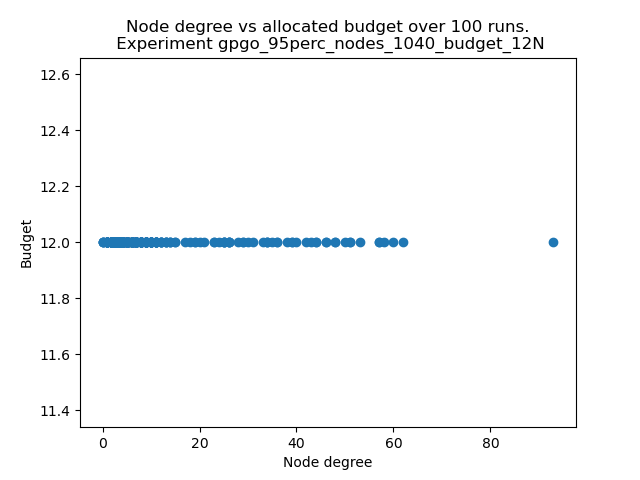 Node degree vs allocated budget over 100 runs.
Experiment gpgo_95perc_nodes_1040_budget_12N
12.6
12.4
12.2
12.0
11.8
11.6
11.4
Budget
0 20 40 60 80
Node degree